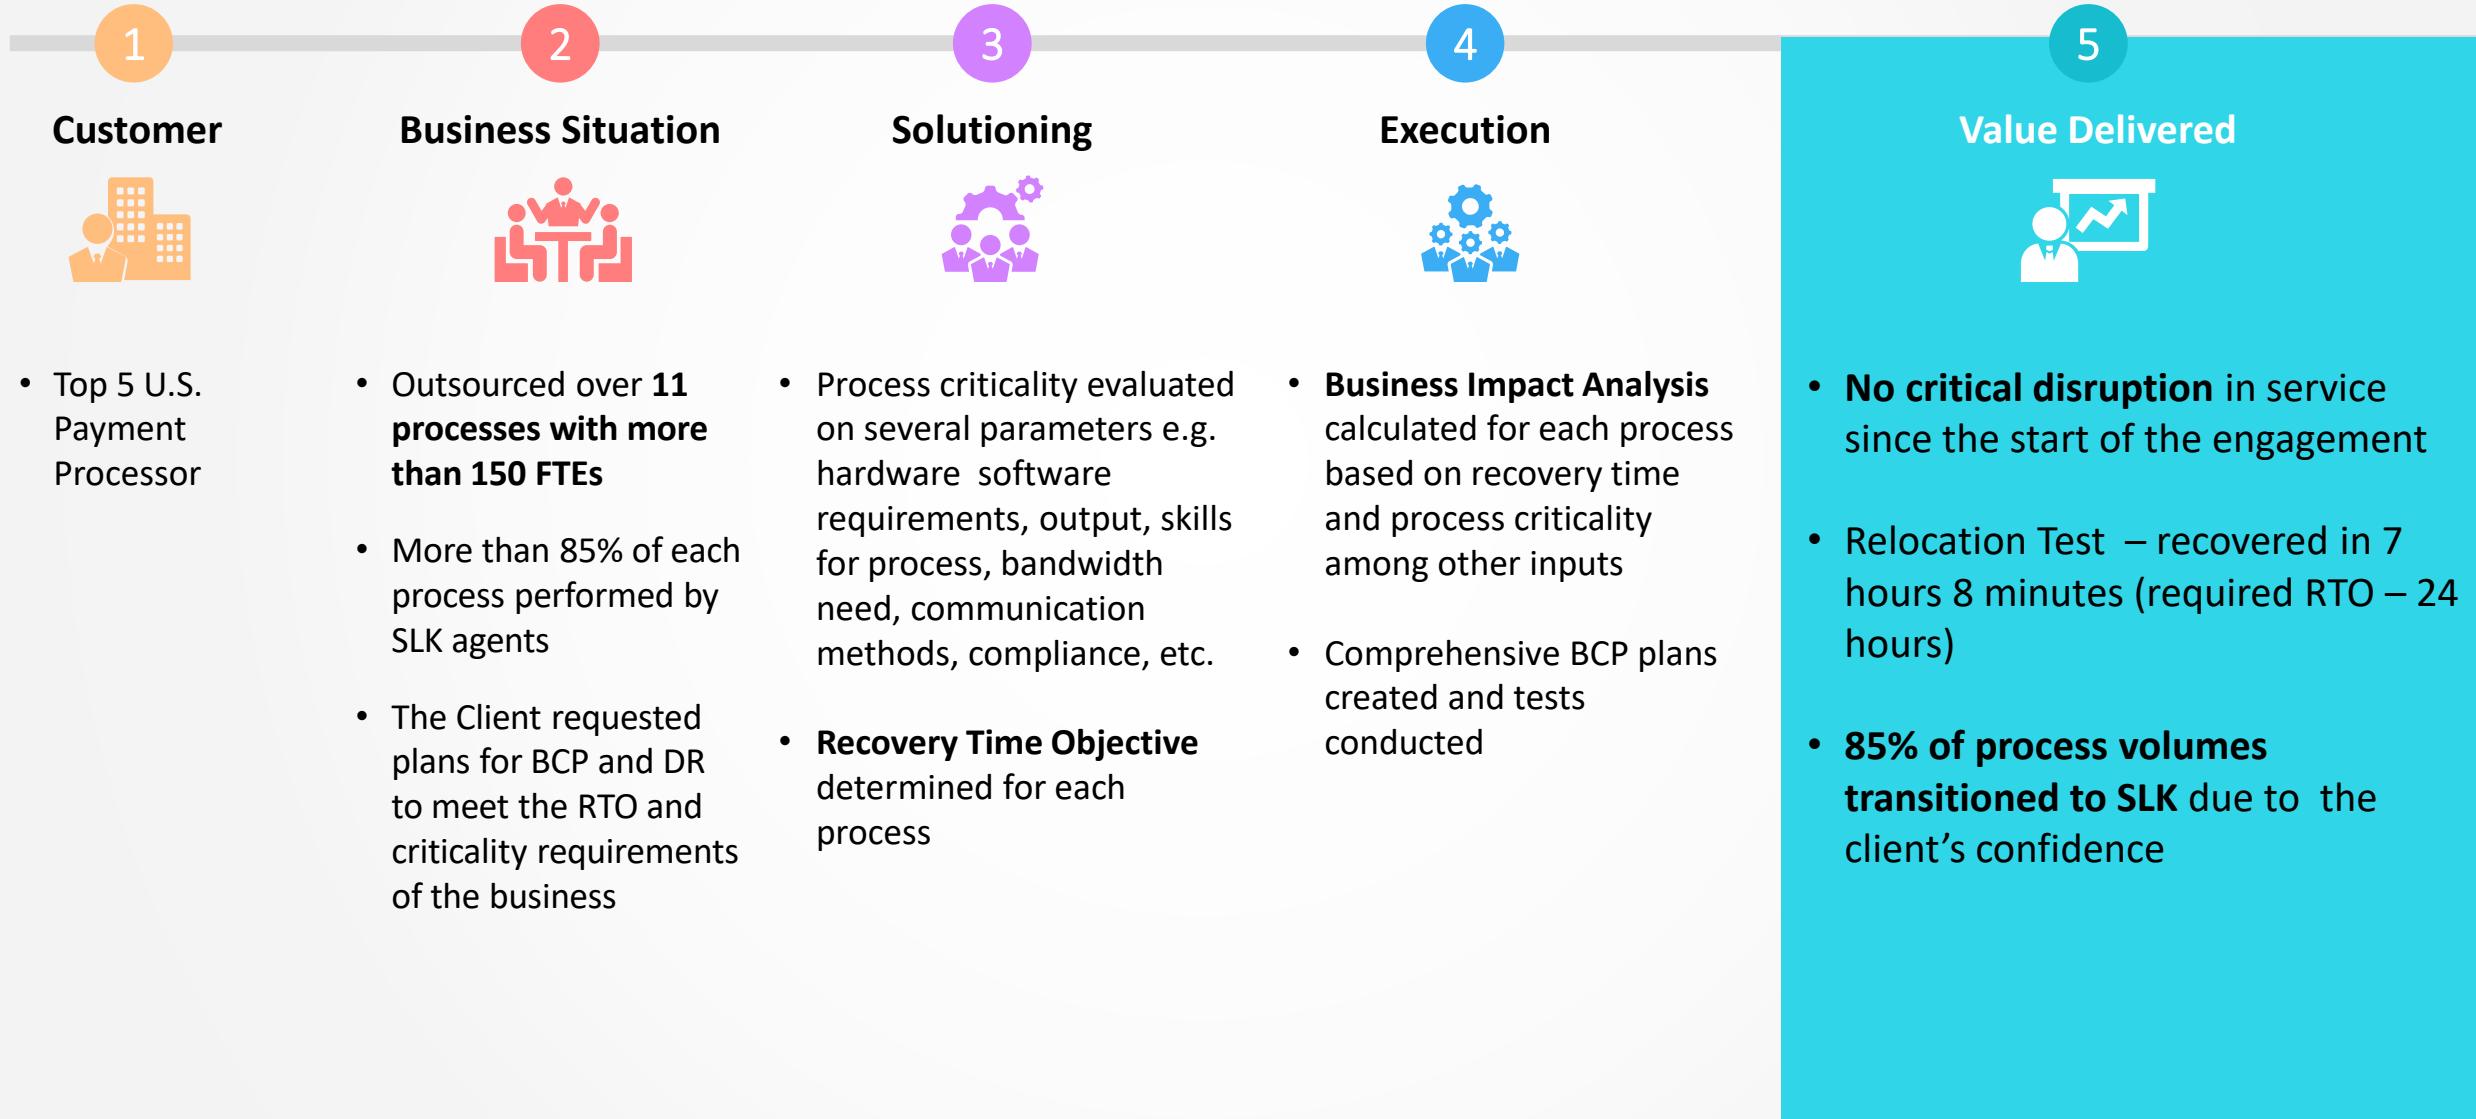 1
Customer
• Top 5 U.S.
Payment
Processor
2
Business Situation
• Outsourced over 11
processes with more
than 150 FTEs
• More than 85% of each
process performed by
SLK agents
• The Client requested
plans for BCP and DR
to meet the RTO and
criticality requirements
of the business
3
Solutioning
• Process criticality evaluated
on several parameters e.g.
hardware  software
requirements, output, skills
for process, bandwidth
need, communication
methods, compliance, etc.
• Recovery Time Objective
determined for each
process
4
Execution
• Business Impact Analysis
calculated for each process
based on recovery time
and process criticality
among other inputs
• Comprehensive BCP plans
created and tests
conducted
5
Value Delivered
• No critical disruption in service
since the start of the engagement
• Relocation Test  – recovered in 7
hours 8 minutes (required RTO – 24
hours)
• 85% of process volumes
transitioned to SLK due to  the
client’s confidence